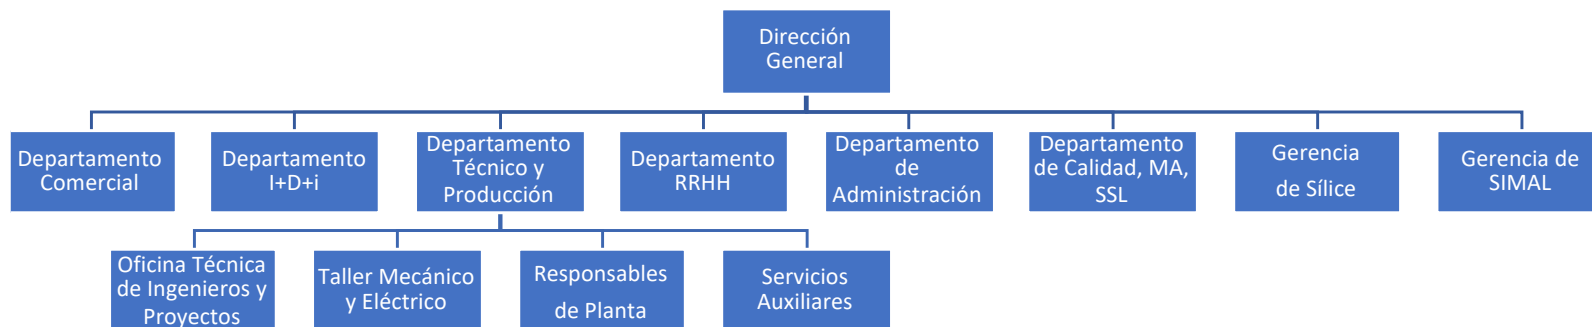 Dirección
General
Departamento
Comercial
Departamento
I+D+i
Departamento
Técnico y
Producción
Departamento
RRHH
Departamento
de
Administración
Departamento
de Calidad, MA,
SSL
Gerencia
de Sílice
Gerencia de
SIMAL
Oficina Técnica
de Ingenieros y
Proyectos
Taller Mecánico
y Eléctrico
Responsables
de Planta
Servicios
Auxiliares